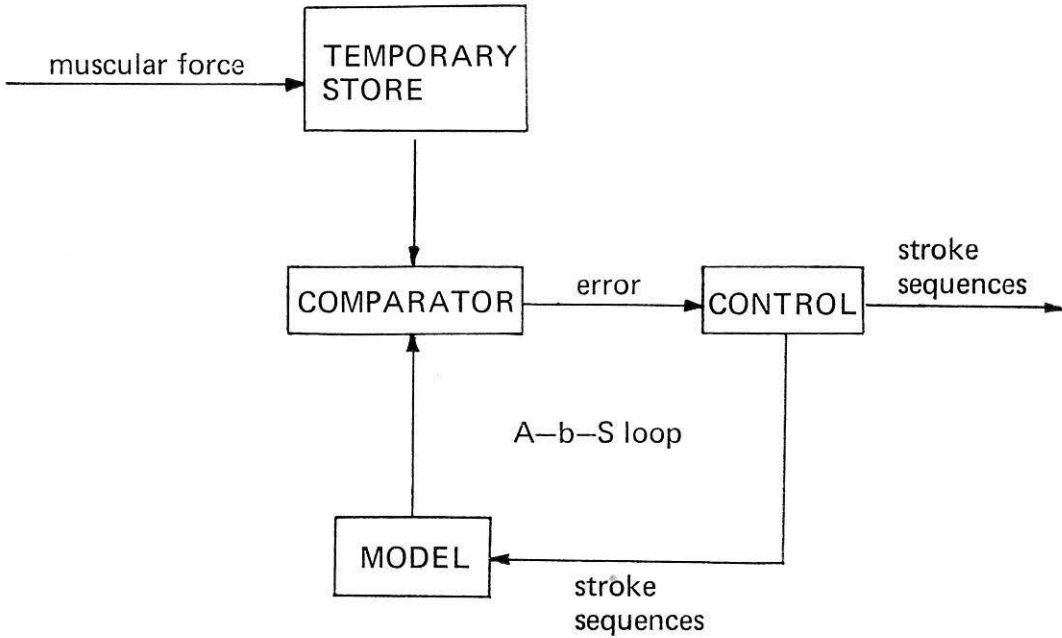 muscular force
TEMPORARY
STORE
COMPARATOR
error
CONTROL
stroke
sequences
A–b–S loop
MODEL
stroke
sequences